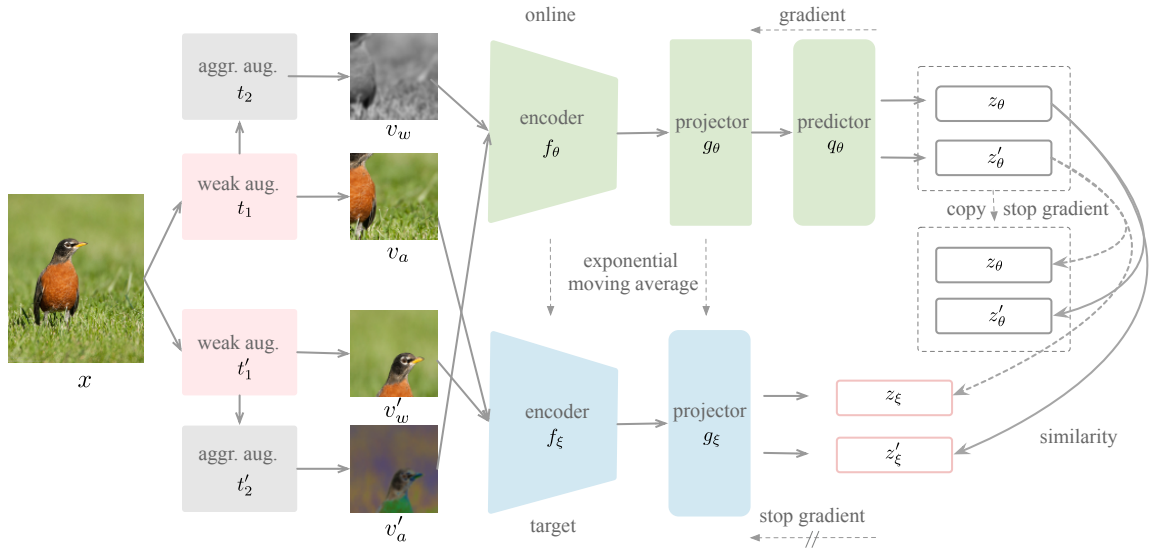 online
gradient
aggr. aug.
t₂
v_w
encoder
f_θ
projector
g_θ
predictor
q_θ
z_θ
z′_θ
weak aug.
t₁
v_a
copy
stop gradient
x
exponential
moving average
z_θ
z′_θ
weak aug.
t′₁
v′_w
encoder
f_ξ
projector
g_ξ
z_ξ
z′_ξ
similarity
aggr. aug.
t′₂
v′_a
target
stop gradient